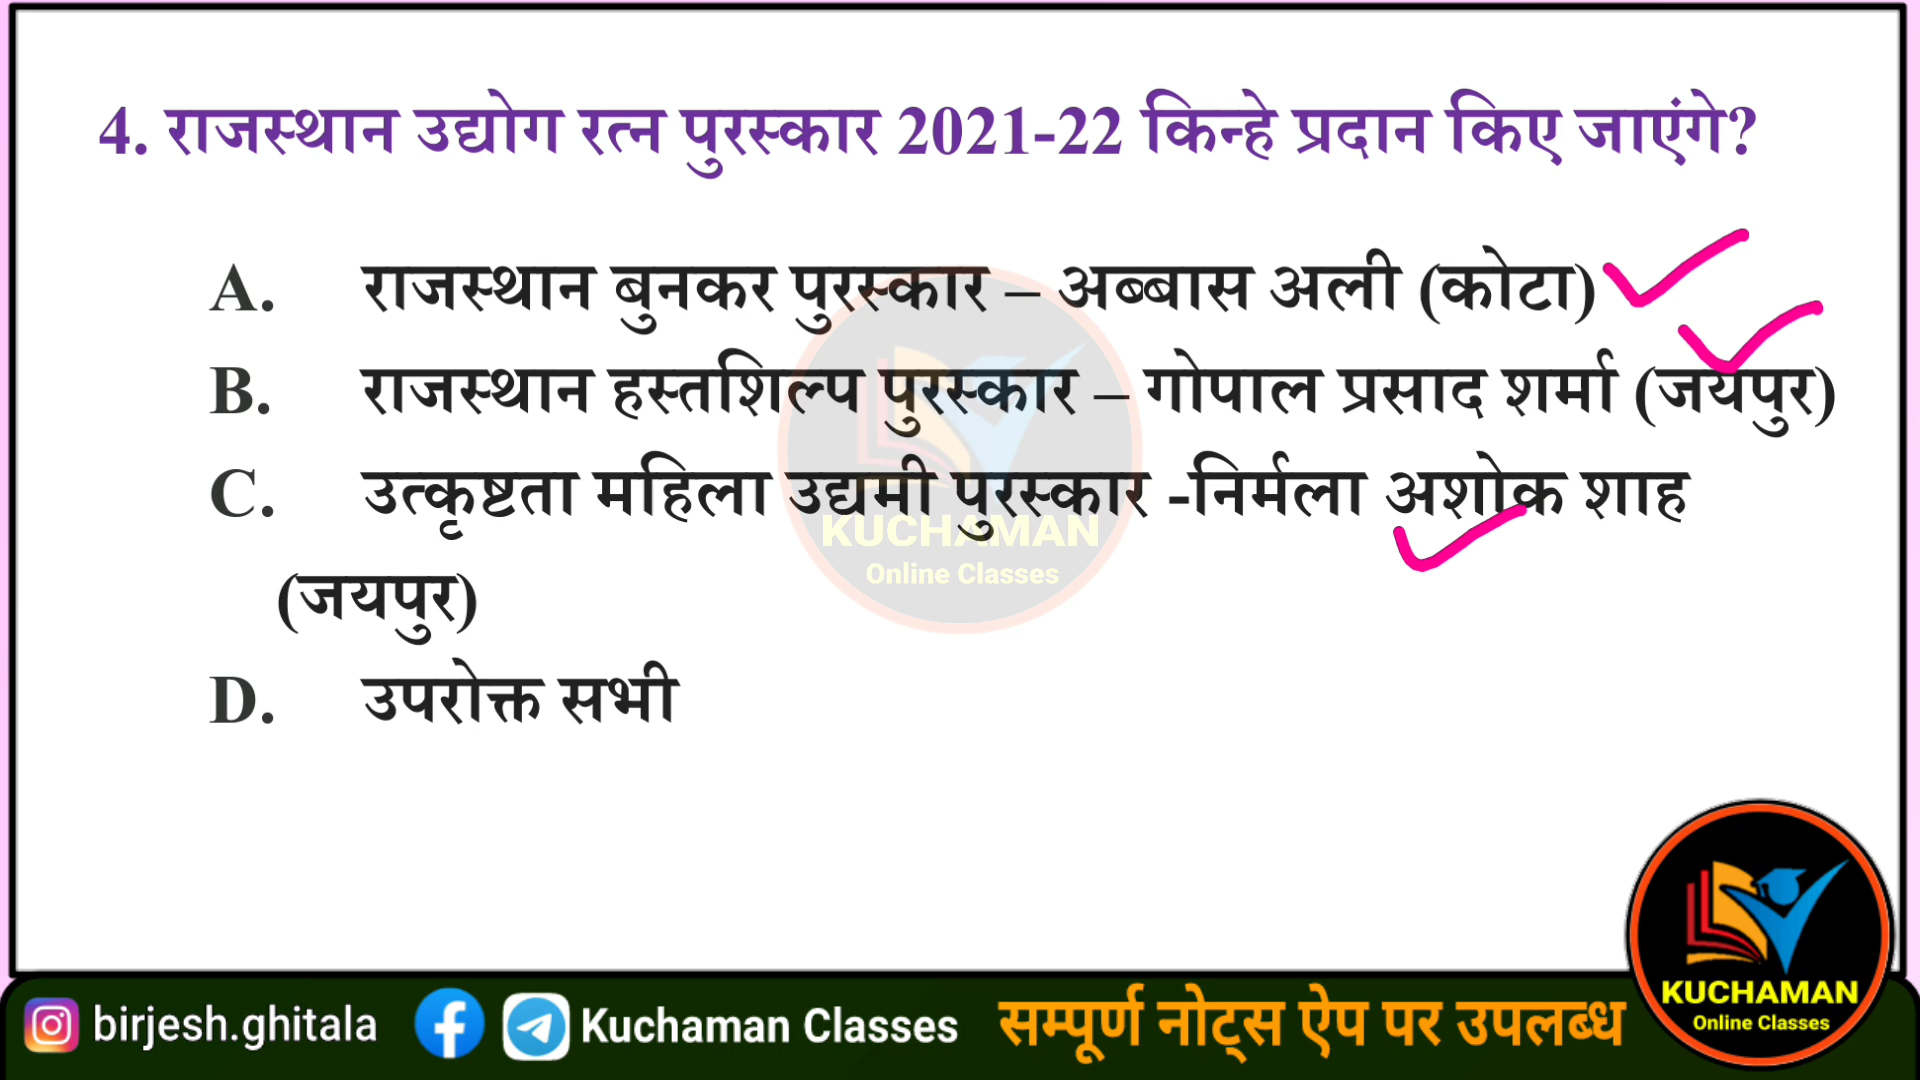 4. राजस्थान उद्योग रत्न पुरस्कार 2021-22 किन्हे प्रदान किए जाएंगे?
A. राजस्थान बुनकर पुरस्कार – अब्बास अली (कोटा)
B. राजस्थान हस्तशिल्प पुरस्कार – गोपाल प्रसाद शर्मा (जयपुर)
C. उत्कृष्टता महिला उद्यमी पुरस्कार -निर्मला अशोक शाह
(जयपुर)
D. उपरोक्त सभी
KUCHAMAN
Online Classes
birjesh.ghitala
Kuchaman Classes
सम्पूर्ण नोट्स ऐप पर उपलब्ध
KUCHAMAN
Online Classes